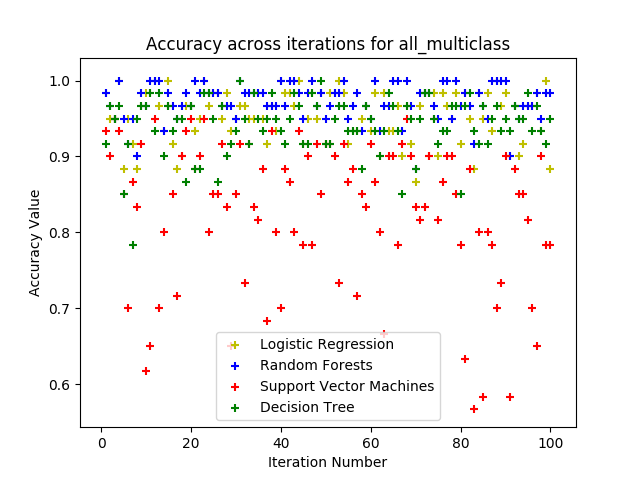 Accuracy across iterations for all_multiclass
1.0
0.9
0.8
0.7
0.6
Accuracy Value
Logistic Regression
Random Forests
Support Vector Machines
Decision Tree
0 20 40 60 80 100
Iteration Number